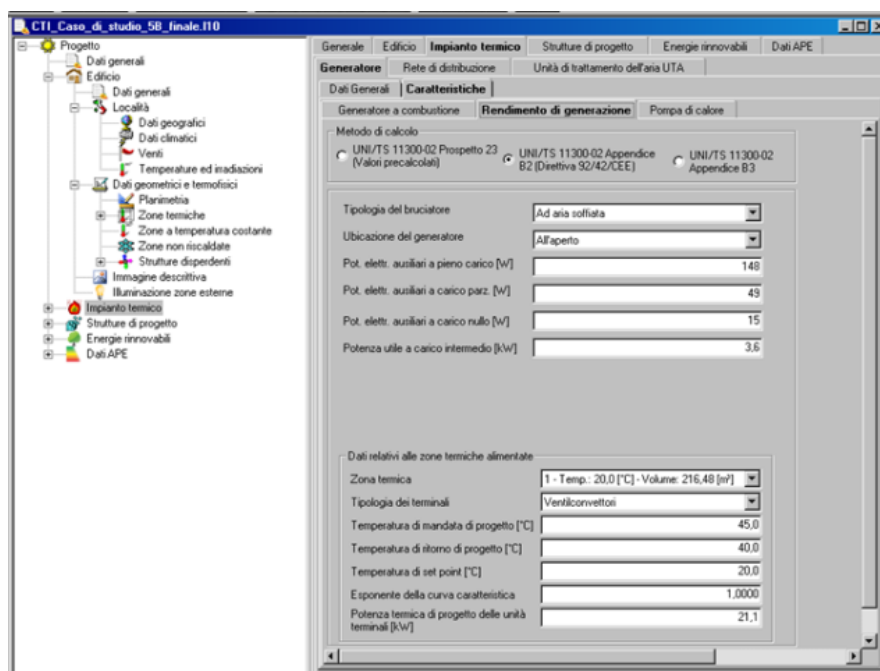 CTI_Caso_di_studio_5B_finale.I10
Progetto
Dati generali
Edificio
Dati generali
Località
Dati geografici
Dati climatici
Venti
Temperature ed irradiazioni
Dati geometrici e termofisici
Planimetria
Zone termiche
Zone a temperatura costante
Zone non riscaldate
Strutture disperdenti
Immagine descrittiva
Illuminazione zone esterne
Impianto termico
Strutture di progetto
Energie rinnovabili
Dati APE
Generale Edificio Impianto termico Strutture di progetto Energie rinnovabili Dati APE
Generatore Rete di distribuzione Unità di trattamento dell'aria UTA
Dati Generali Caratteristiche
Generatore a combustione Rendimento di generazione Pompa di calore
Metodo di calcolo
UNI/TS 11300-02 Prospetto 23
(Valori precalcolati)
UNI/TS 11300-02 Appendice
B2 (Direttiva 92/42/CEE)
UNI/TS 11300-02
Appendice B3
Tipologia del bruciatore Ad aria soffiata
Ubicazione del generatore All'aperto
Pot. elettr. ausiliari a pieno carico [W] 148
Pot. elettr. ausiliari a carico parz. [W] 49
Pot. elettr. ausiliari a carico nullo [W] 15
Potenza utile a carico intermedio [kW] 3,6
Dati relativi alle zone termiche alimentate
Zona termica 1 - Temp.: 20,0 [°C] - Volume: 216,48 [m³]
Tipologia dei terminali Ventilconvettori
Temperatura di mandata di progetto [°C] 45,0
Temperatura di ritorno di progetto [°C] 40,0
Temperatura di set point [°C] 20,0
Esponente della curva caratteristica 1,0000
Potenza termica di progetto delle unità
terminali [kW] 21,1